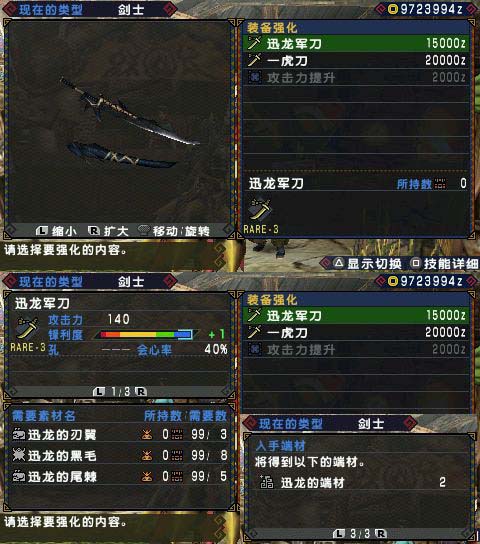 现在的类型 剑士
9723994z
装备强化
迅龙军刀 15000z
一虎刀 20000z
攻击力提升
迅龙军刀 所持数 0
RARE-3
L 缩小 R 扩大 移动/旋转
请选择要强化的内容。
△显示切换 □技能详细
现在的类型 剑士
9723994z
迅龙军刀
攻击力 140
锋利度 +1
RARE-3
孔 --- 会心率 40%
L 1/3 R
装备强化
迅龙军刀 15000z
一虎刀 20000z
攻击力提升
需要素材名 所持数/需要数
迅龙的刃翼 0 99/ 3
迅龙的黑毛 0 99/ 8
迅龙的尾棘 0 99/ 5
请选择要强化的内容。
现在的类型 剑士
入手端材
将得到以下的端材。
迅龙的端材 2
L 3/3 R